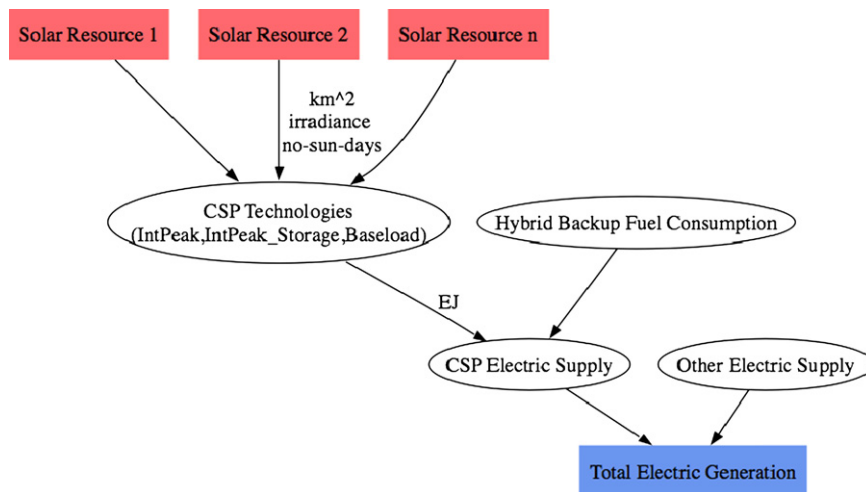 Solar Resource 1
Solar Resource 2
Solar Resource n
km^2
irradiance
no-sun-days
CSP Technologies
(IntPeak,IntPeak_Storage,Baseload)
Hybrid Backup Fuel Consumption
EJ
CSP Electric Supply
Other Electric Supply
Total Electric Generation